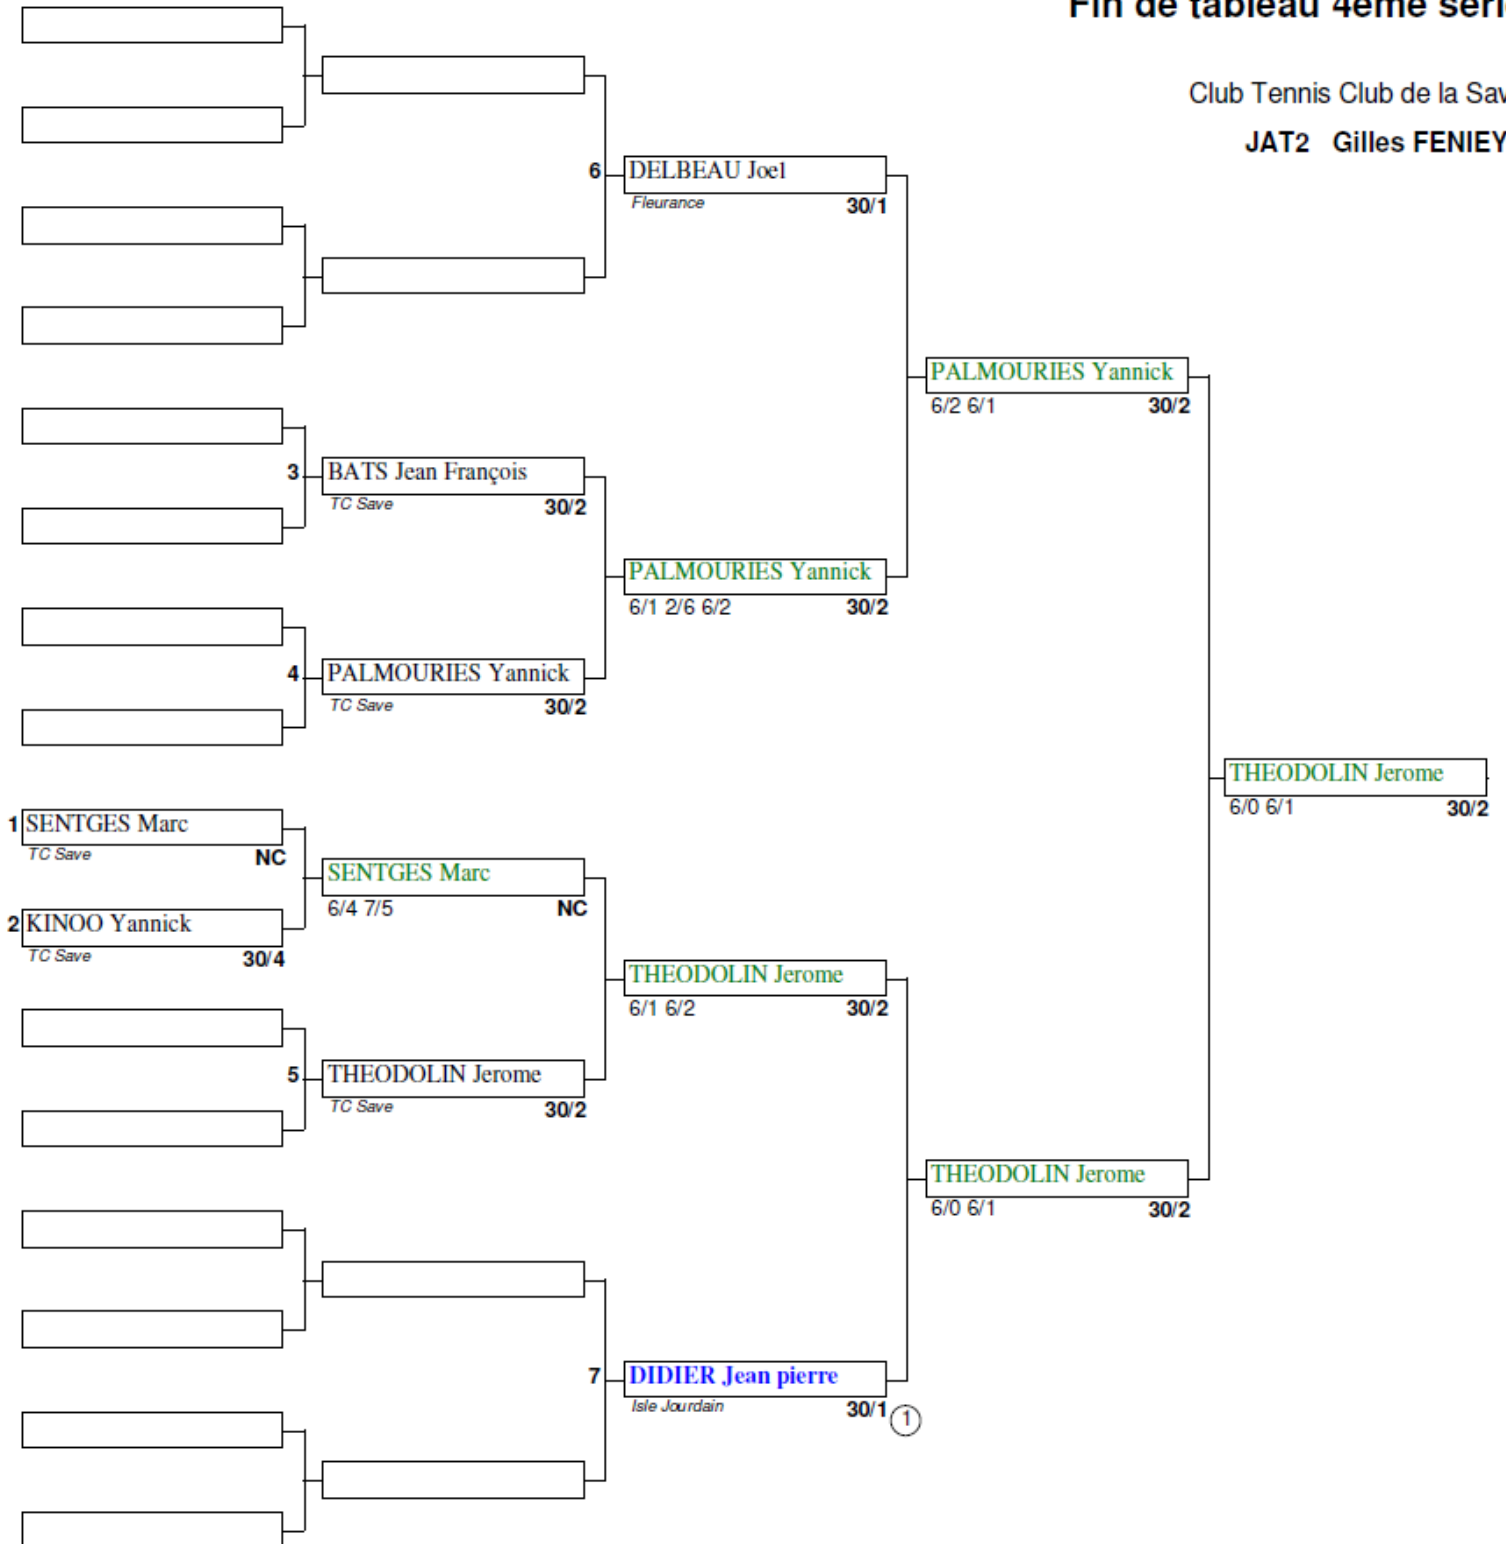 Fin de tableau 4ème
Club Tennis Club de la
JAT2 Gilles FENIEY
6 DELBEAU Joel
Fleurance 30/1
PALMOURIES Yannick
6/2 6/1 30/2
3 BATS Jean François
TC Save 30/2
PALMOURIES Yannick
6/1 2/6 6/2 30/2
4 PALMOURIES Yannick
TC Save 30/2
THEODOLIN Jerome
6/0 6/1 30/2
1 SENTGES Marc
TC Save NC
SENTGES Marc
6/4 7/5 NC
2 KINOO Yannick
TC Save 30/4
THEODOLIN Jerome
6/1 6/2 30/2
5 THEODOLIN Jerome
TC Save 30/2
THEODOLIN Jerome
6/0 6/1 30/2
7 DIDIER Jean pierre
Isle Jourdain 30/1 1